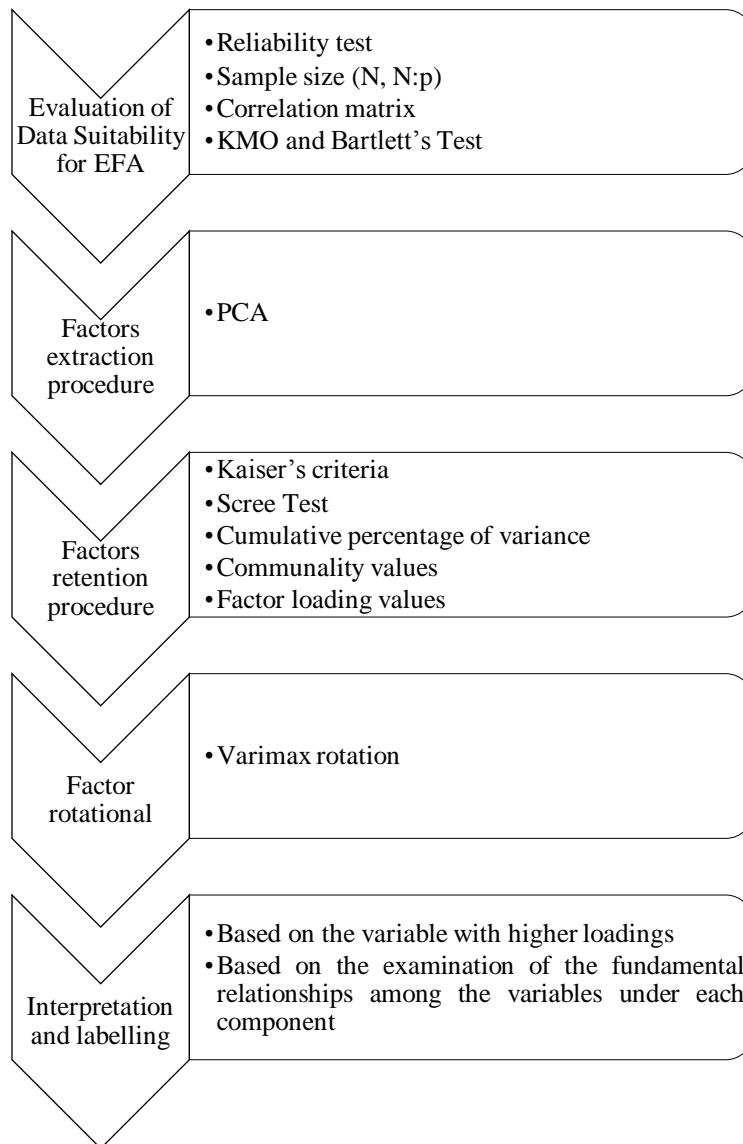 Evaluation of
Data Suitability
for EFA
•Reliability test
•Sample size (N, N:p)
•Correlation matrix
•KMO and Bartlett’s Test
Factors
extraction
procedure
•PCA
Factors
retention
procedure
•Kaiser’s criteria
•Scree Test
•Cumulative percentage of variance
•Communality values
•Factor loading values
Factor
rotational
•Varimax rotation
Interpretation
and labelling
•Based on the variable with higher loadings
•Based on the examination of the fundamental
relationships among the variables under each
component